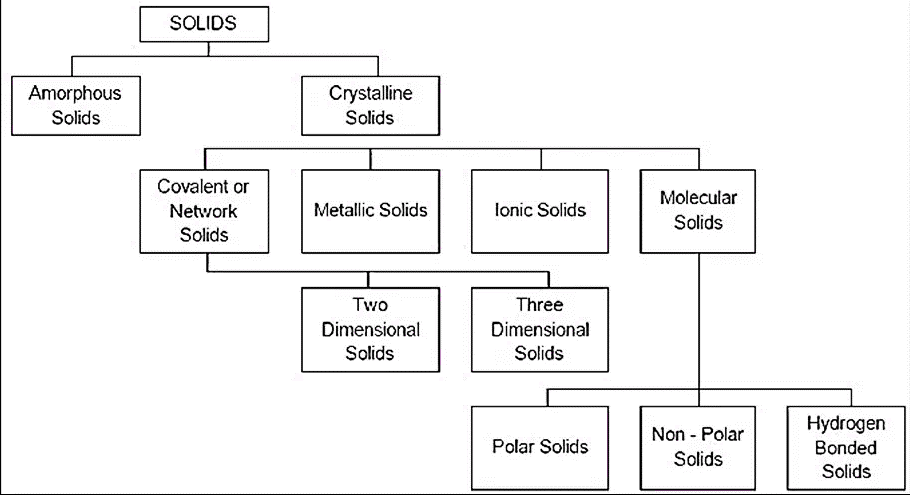 SOLIDS
Amorphous
Solids
Crystalline
Solids
Covalent or
Network
Solids
Metallic Solids
Ionic Solids
Molecular
Solids
Two
Dimensional
Solids
Three
Dimensional
Solids
Polar Solids
Non - Polar
Solids
Hydrogen
Bonded
Solids